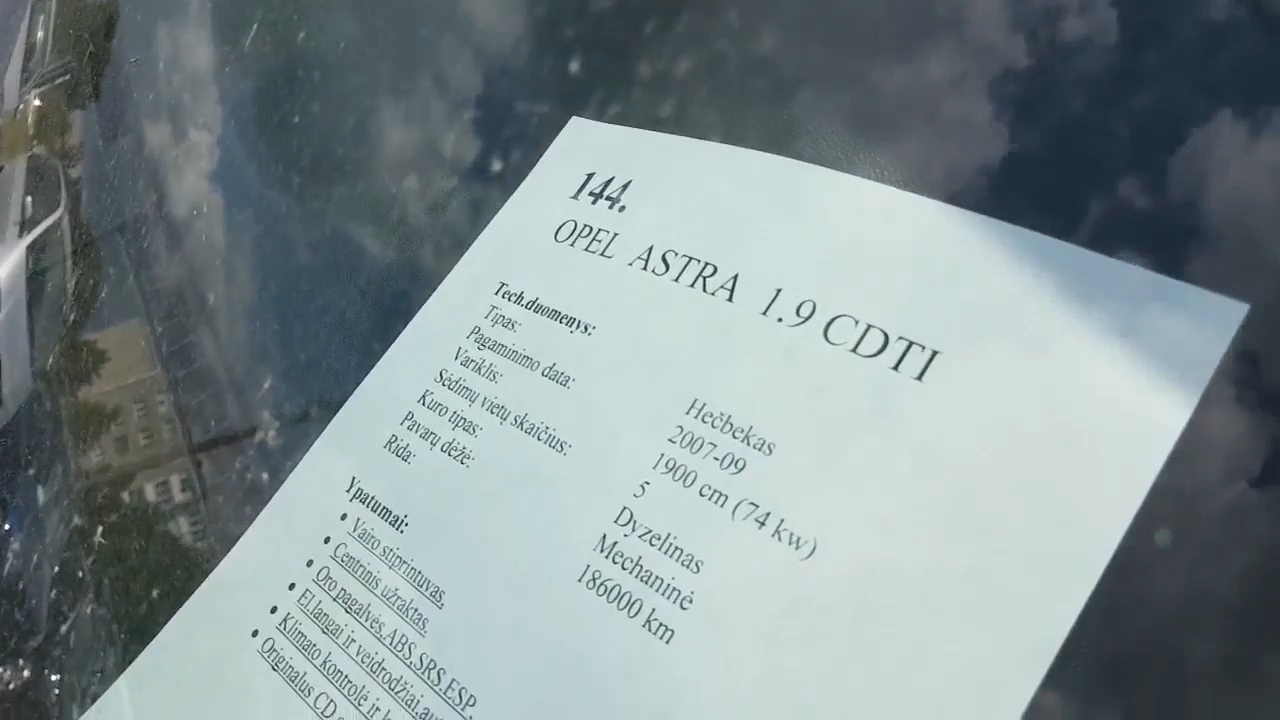 144.
OPEL ASTRA 1.9 CDTI
Tech.duomenys:
Tipas: Hečbekas
Pagaminimo data: 2007-09
Variklis: 1900 cm (74 kw)
Sėdimų vietų skaičius: 5
Kuro tipas: Dyzelinas
Pavarų dėžė: Mechaninė
Rida: 186000 km
Ypatumai:
• Vairo stiprintuvas,
• Centrinis užraktas,
• Oro pagalvės,ABS,SRS,ESP,
• El.langai ir veidrodžiai,
• Klimato kontrolė ir
• Originalus CD